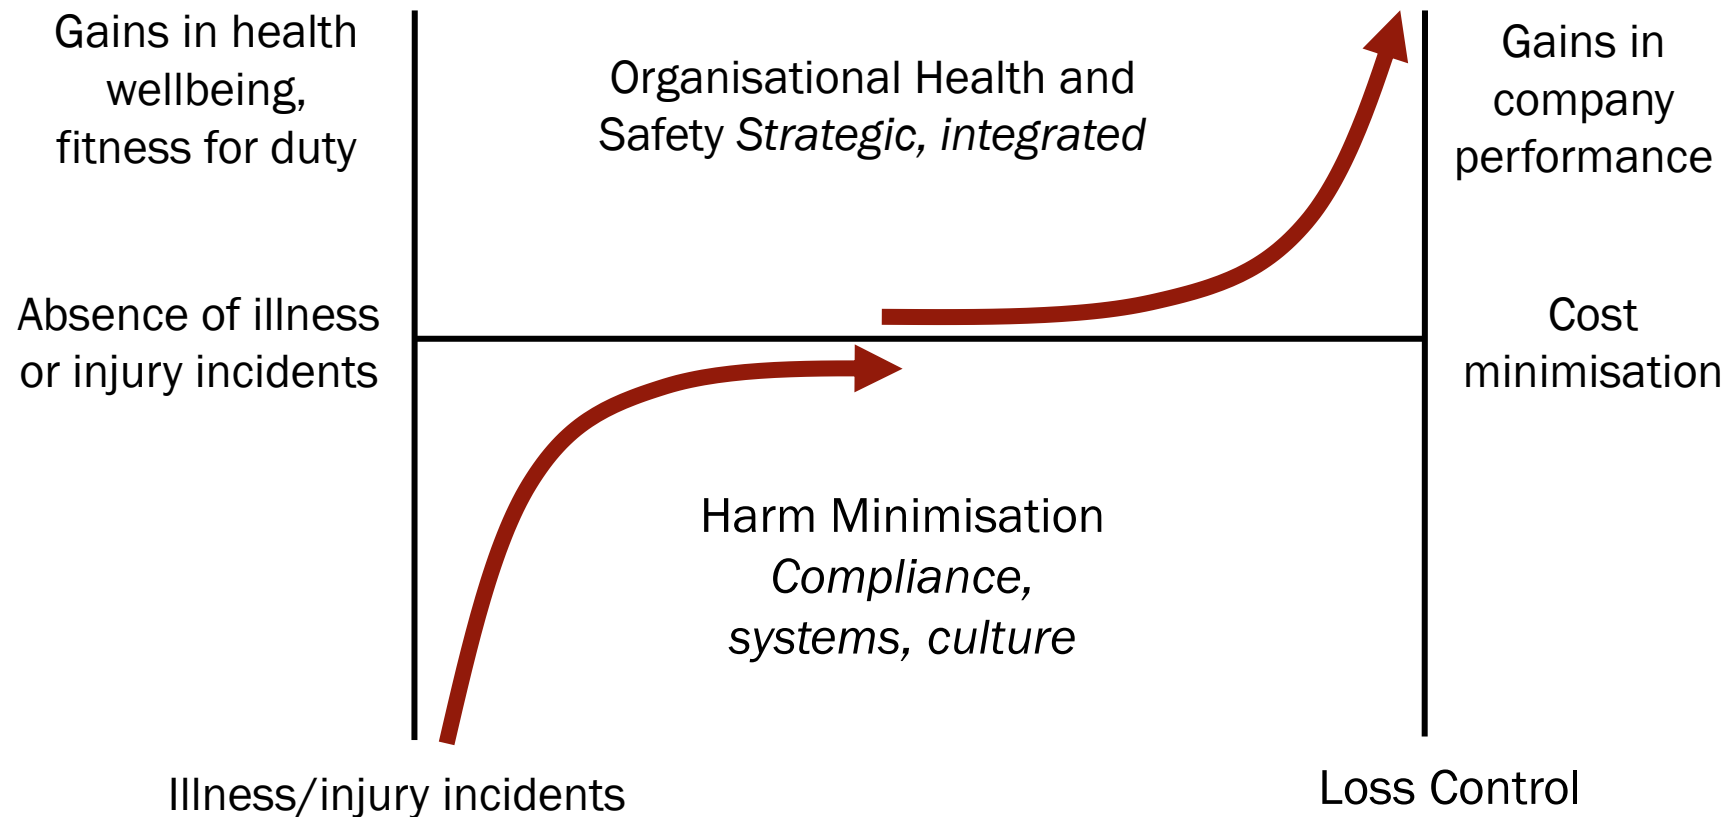 Gains in health
wellbeing,
fitness for duty
Organisational Health and
Safety Strategic, integrated
Gains in
company
performance
Absence of illness
or injury incidents
Cost
minimisation
Harm Minimisation
Compliance,
systems, culture
Illness/injury incidents
Loss Control